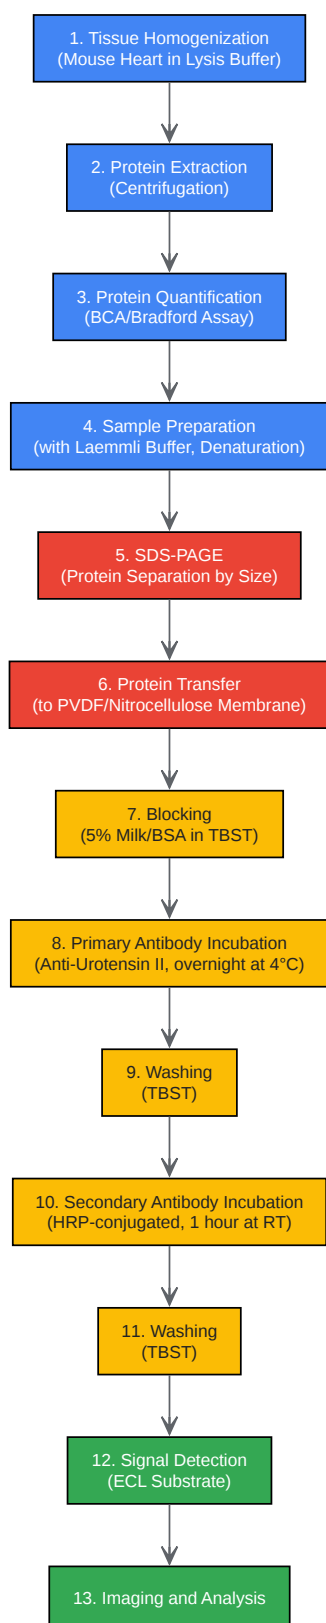 1. Tissue Homogenization
(Mouse Heart in Lysis Buffer)
2. Protein Extraction
(Centrifugation)
3. Protein Quantification
(BCA/Bradford Assay)
4. Sample Preparation
(with Laemmli Buffer, Denaturation)
5. SDS-PAGE
(Protein Separation by Size)
6. Protein Transfer
(to PVDF/Nitrocellulose Membrane)
7. Blocking
(5% Milk/BSA in TBST)
8. Primary Antibody Incubation
(Anti-Urotensin II, overnight at 4°C)
9. Washing
(TBST)
10. Secondary Antibody Incubation
(HRP-conjugated, 1 hour at RT)
11. Washing
(TBST)
12. Signal Detection
(ECL Substrate)
13. Imaging and Analysis